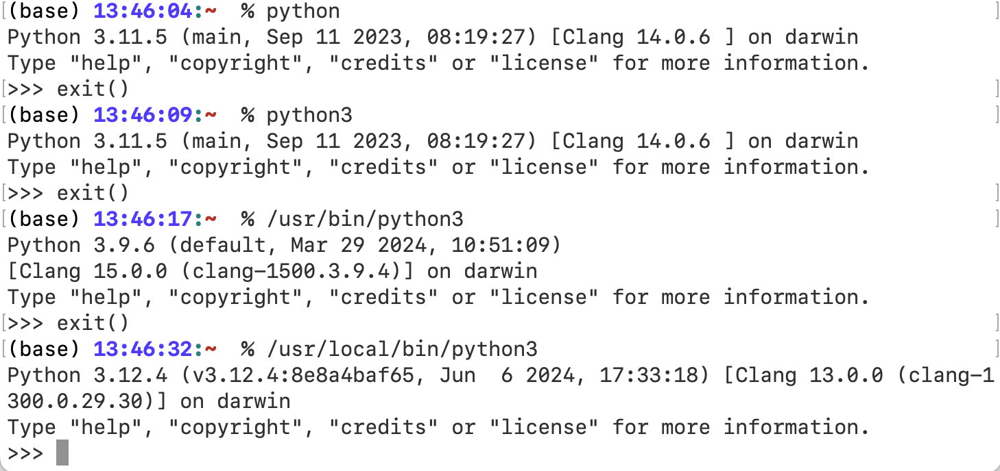 [(base) 13:46:04:~  % python ]
Python 3.11.5 (main, Sep 11 2023, 08:19:27) [Clang 14.0.6 ] on darwin
Type "help", "copyright", "credits" or "license" for more information.
[>>> exit() ]
[(base) 13:46:09:~  % python3 ]
Python 3.11.5 (main, Sep 11 2023, 08:19:27) [Clang 14.0.6 ] on darwin
Type "help", "copyright", "credits" or "license" for more information.
[>>> exit() ]
[(base) 13:46:17:~  % /usr/bin/python3 ]
Python 3.9.6 (default, Mar 29 2024, 10:51:09)
[Clang 15.0.0 (clang-1500.3.9.4)] on darwin
Type "help", "copyright", "credits" or "license" for more information.
[>>> exit() ]
[(base) 13:46:32:~  % /usr/local/bin/python3 ]
Python 3.12.4 (v3.12.4:8e8a4baf65, Jun  6 2024, 17:33:18) [Clang 13.0.0 (clang-1
300.0.29.30)] on darwin
Type "help", "copyright", "credits" or "license" for more information.
>>>